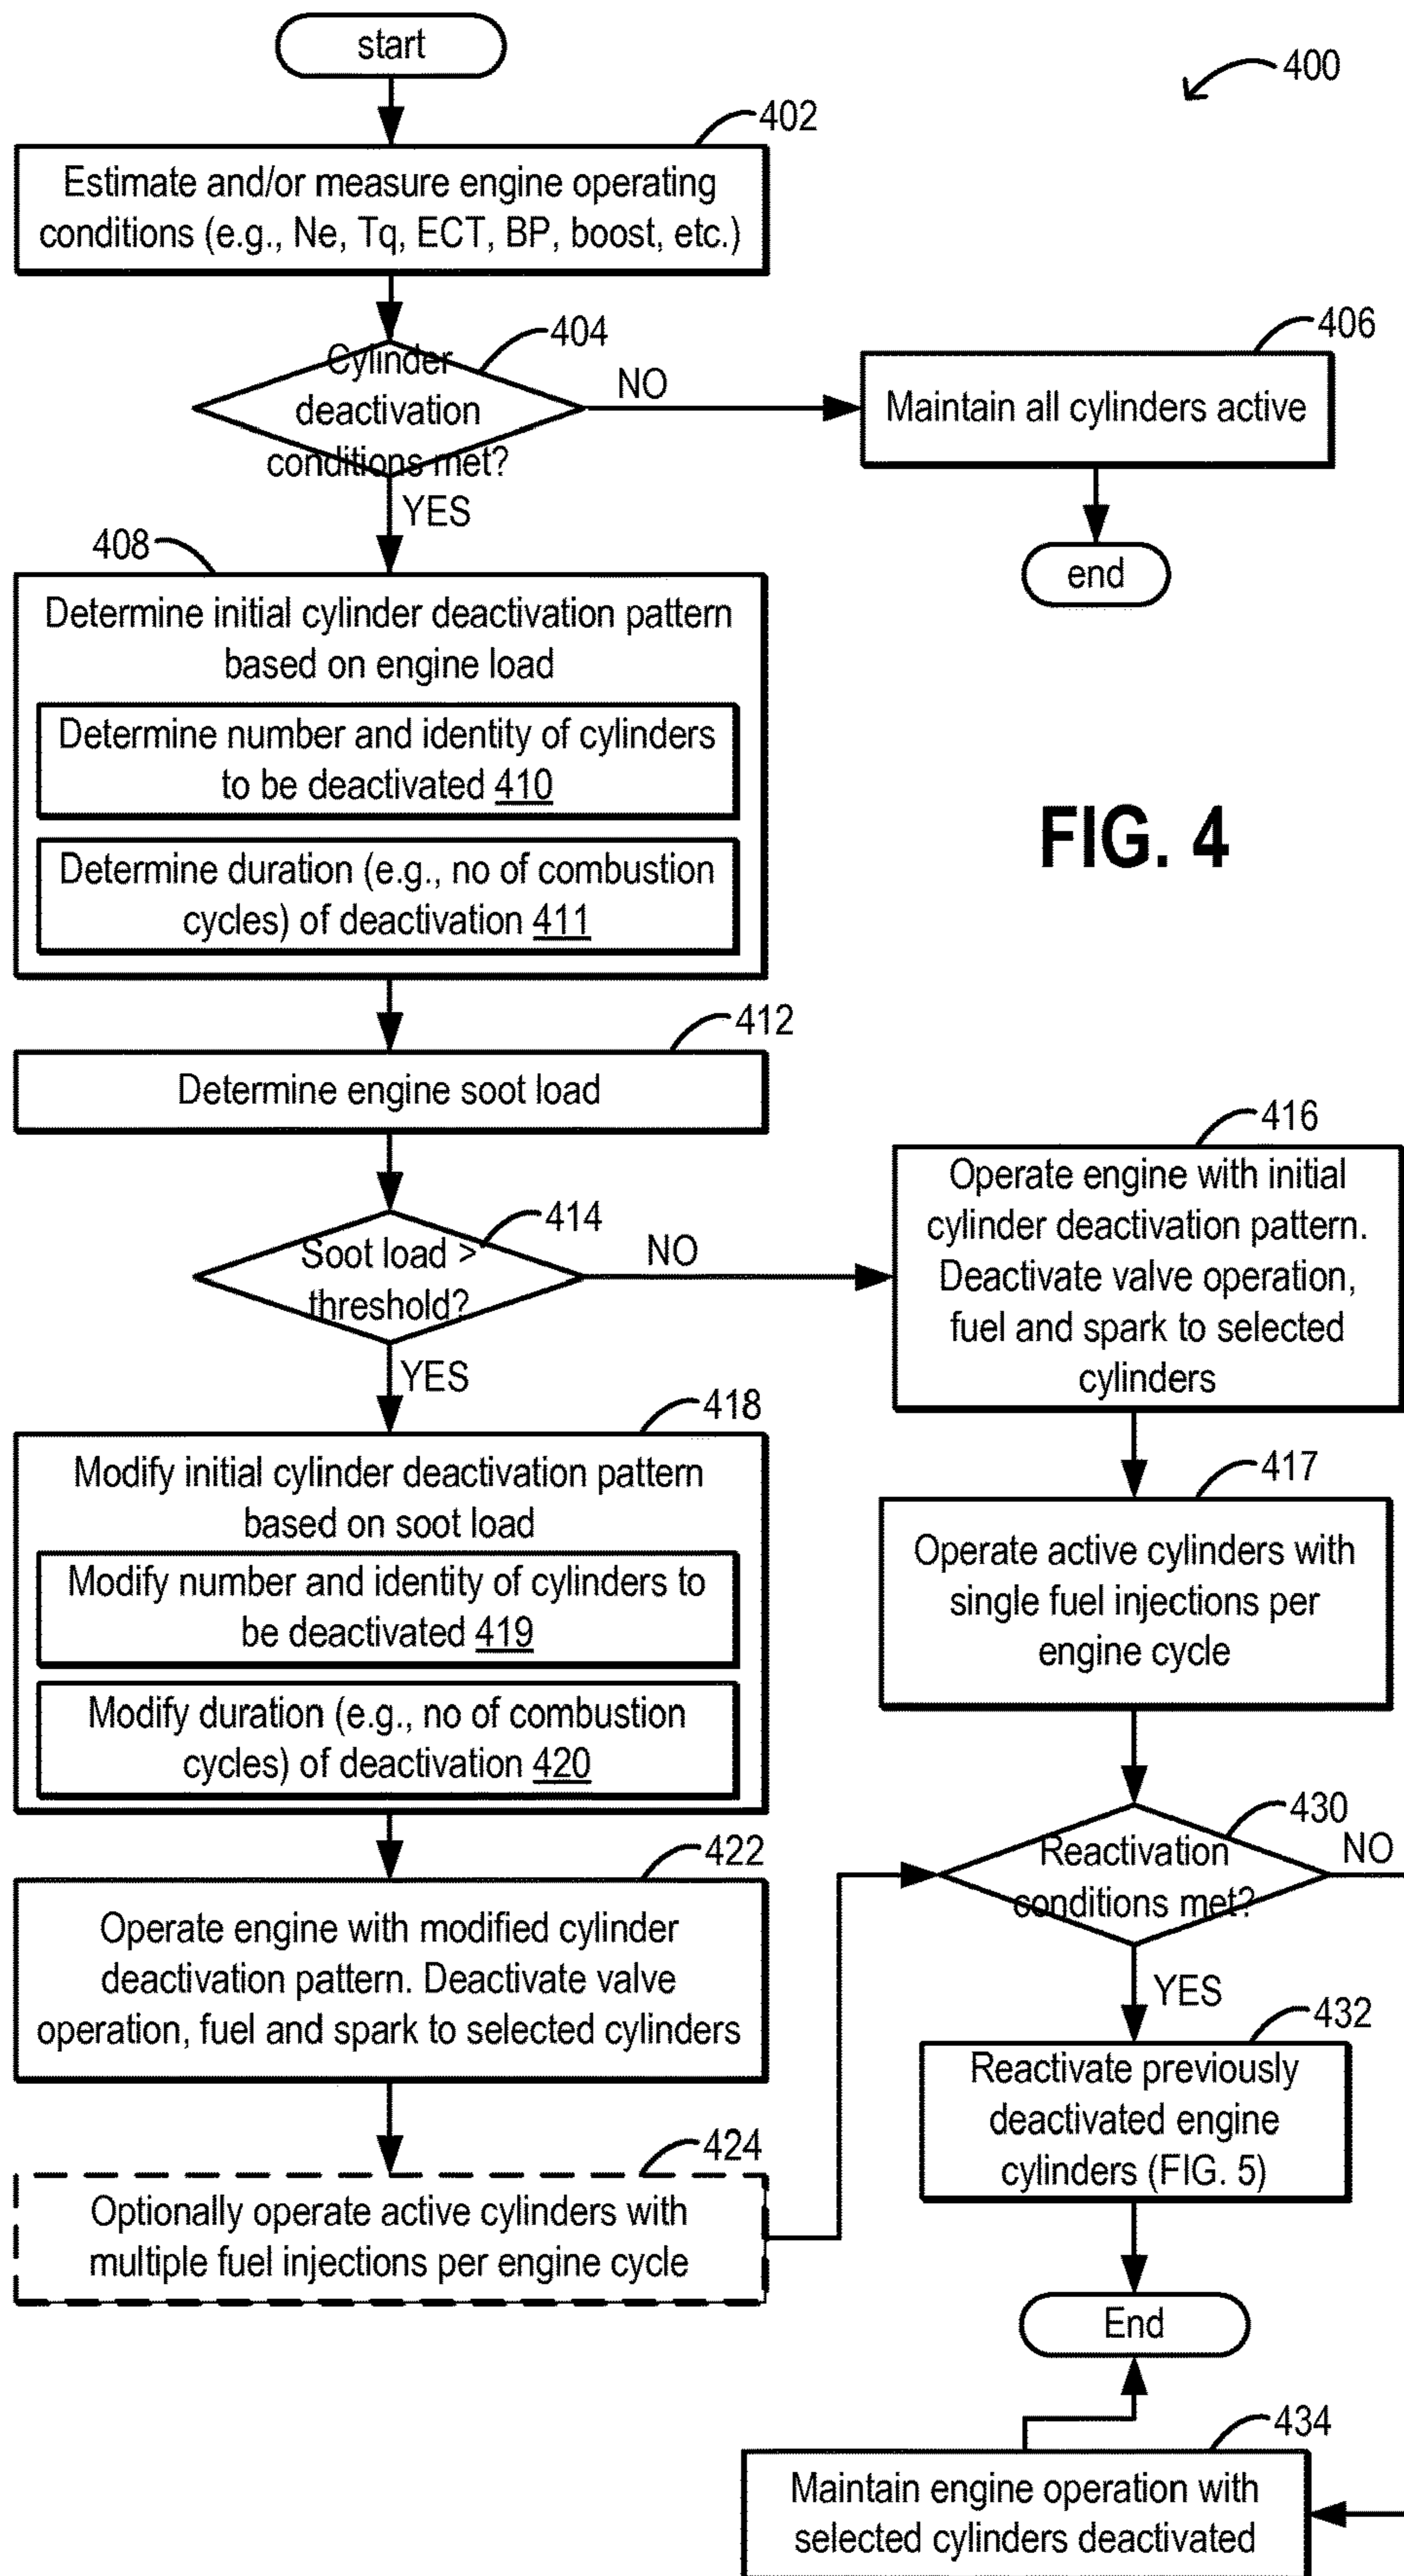 start
400
402
Estimate and/or measure engine operating
conditions (e.g., Ne, Tq, ECT, BP, boost, etc.)
404
Cylinder
deactivation
conditions met?
NO
406
Maintain all cylinders active
end
YES
408
Determine initial cylinder deactivation pattern
based on engine load
Determine number and identity of cylinders
to be deactivated 410
Determine duration (e.g., no of combustion
cycles) of deactivation 411
FIG. 4
412
Determine engine soot load
414
Soot load >
threshold?
NO
416
Operate engine with initial
cylinder deactivation pattern.
Deactivate valve operation,
fuel and spark to selected
cylinders
YES
418
Modify initial cylinder deactivation pattern
based on soot load
Modify number and identity of cylinders to
be deactivated 419
Modify duration (e.g., no of combustion
cycles) of deactivation 420
417
Operate active cylinders with
single fuel injections per
engine cycle
422
Operate engine with modified cylinder
deactivation pattern. Deactivate valve
operation, fuel and spark to selected cylinders
424
Optionally operate active cylinders with
multiple fuel injections per engine cycle
430
Reactivation
conditions met?
NO
YES
432
Reactivate previously
deactivated engine
cylinders (FIG. 5)
End
434
Maintain engine operation with
selected cylinders deactivated